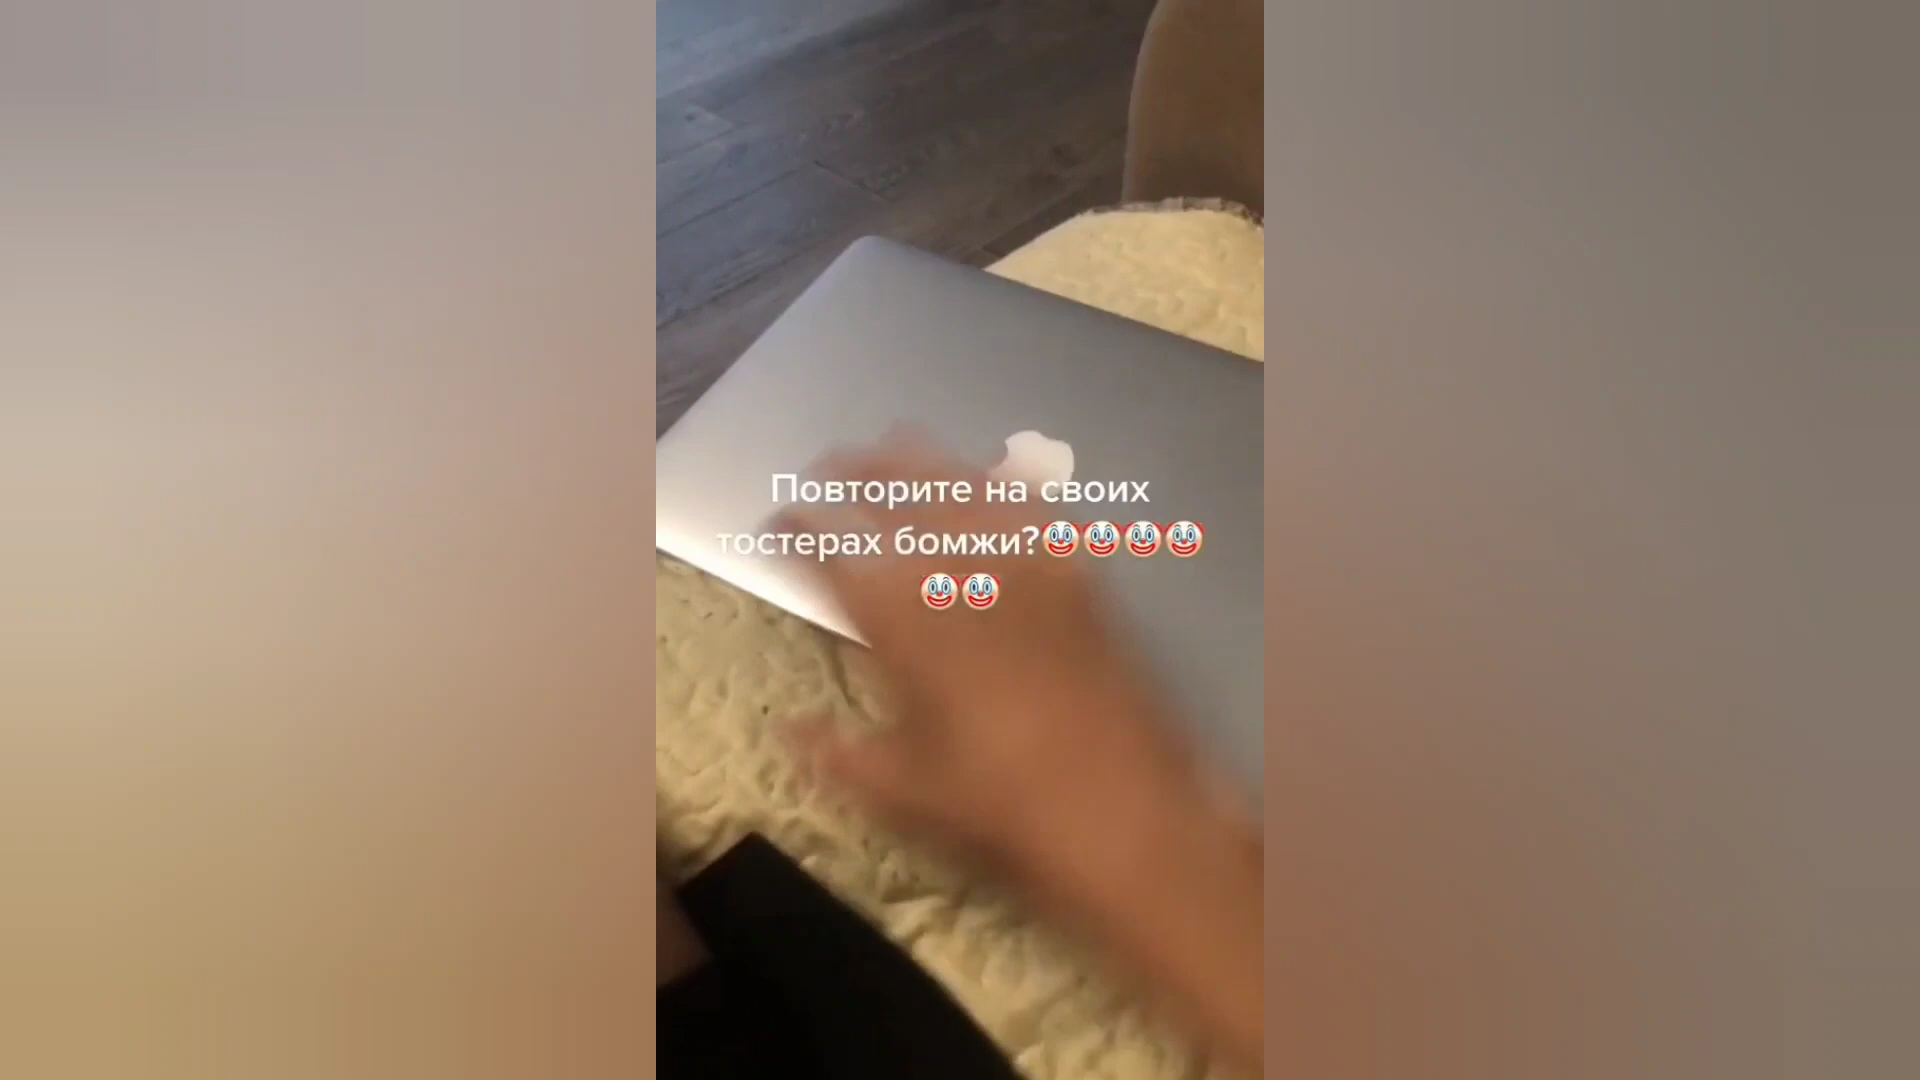 Повторите на своих
тостерах бомжи?🤡🤡🤡🤡
🤡🤡